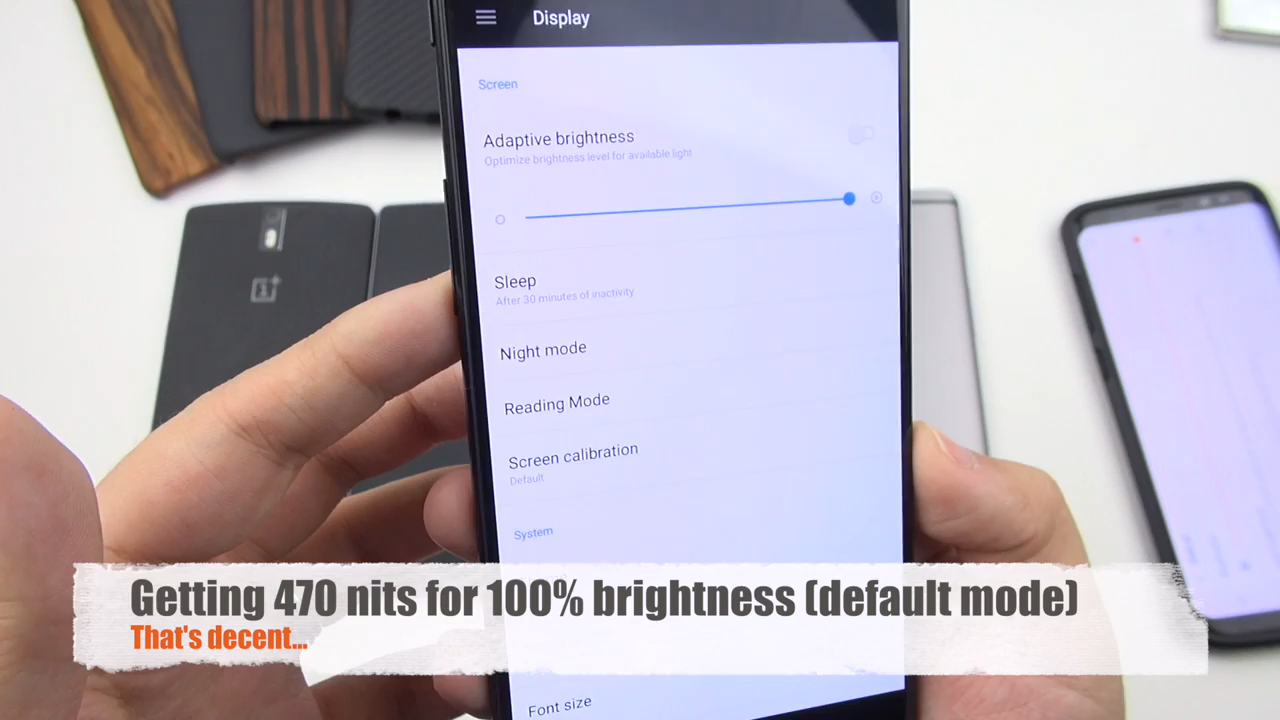 Display
Screen
Adaptive brightness
Optimize brightness level for available light
Sleep
After 30 minutes of inactivity
Night mode
Reading Mode
Screen calibration
Default
System
Getting 470 nits for 100% brightness (default mode)
That's decent...
Font size